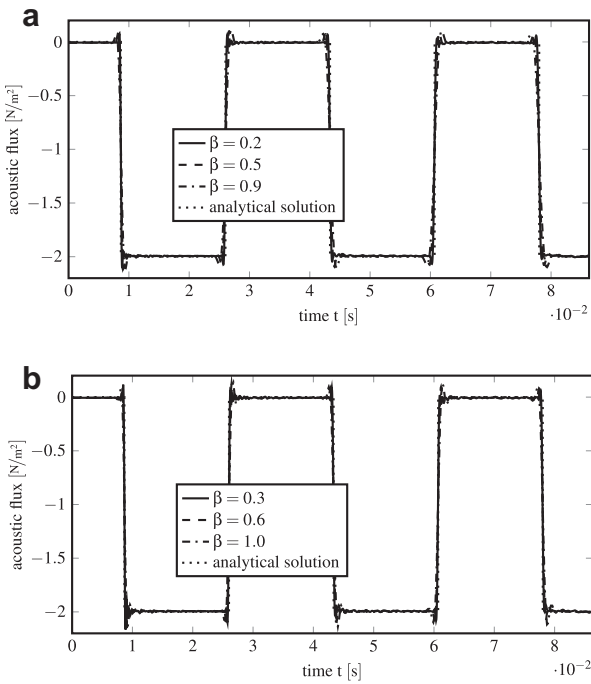 a
0
−0.5
−1
−1.5
−2
acoustic flux [N/m²]
β = 0.2
β = 0.5
β = 0.9
analytical solution
0 1 2 3 4 5 6 7 8
time t [s]
·10⁻²
b
0
−0.5
−1
−1.5
−2
acoustic flux [N/m²]
β = 0.3
β = 0.6
β = 1.0
analytical solution
0 1 2 3 4 5 6 7 8
time t [s]
·10⁻²